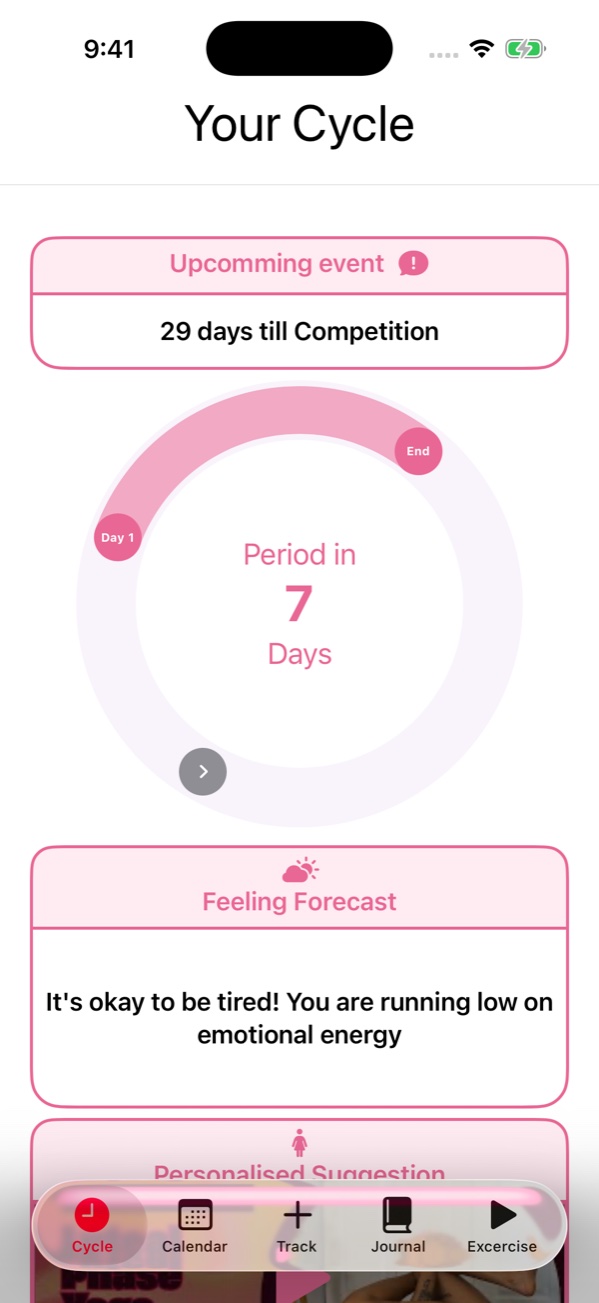 9:41
Your Cycle
Upcomming event
29 days till Competition
End
Day 1
Period in
7
Days
Feeling Forecast
It's okay to be tired! You are running low on
emotional energy
Personalised Suggestion
Cycle
Calendar
Track
Journal
Excercise
Phase
Yoga